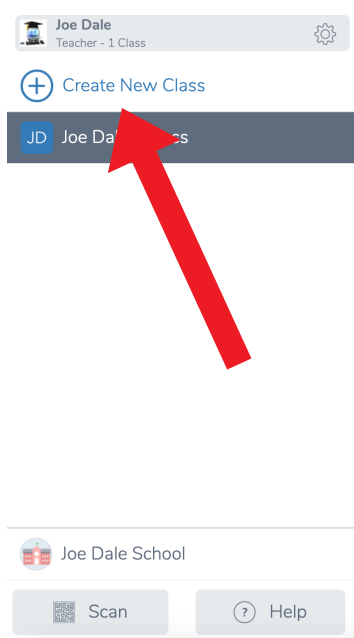 Joe Dale
Teacher - 1 Class
Create New Class
JD
Joe
Joe Dale School
Scan
? Help